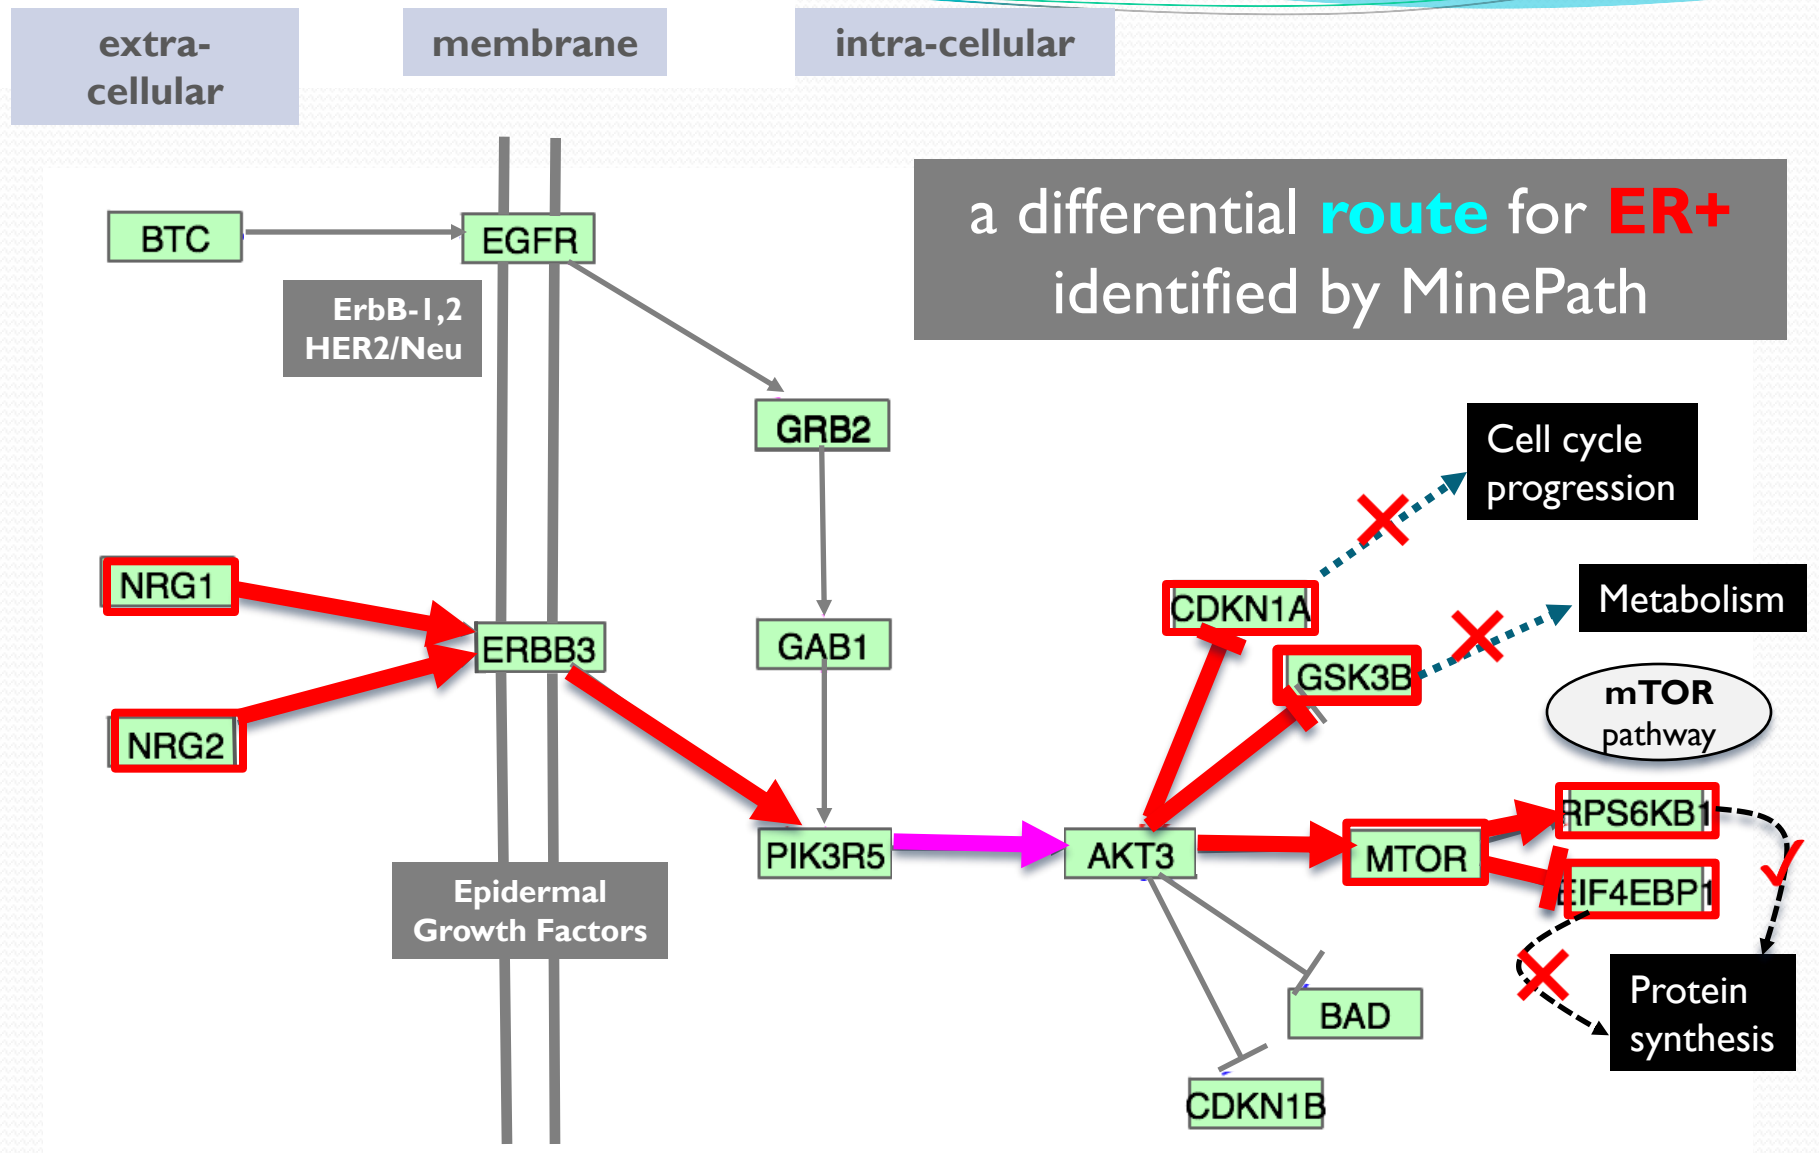 extra-
cellular
membrane
intra-cellular
a differential route for ER+
identified by MinePath
BTC
EGFR
ErbB-1,2
HER2/Neu
GRB2
Cell cycle
progression
NRG1
CDKN1A
Metabolism
ERBB3
GAB1
GSK3B
mTOR
pathway
NRG2
RPS6KB1
PIK3R5
AKT3
MTOR
EIF4EBP1
Epidermal
Growth Factors
BAD
Protein
synthesis
CDKN1B